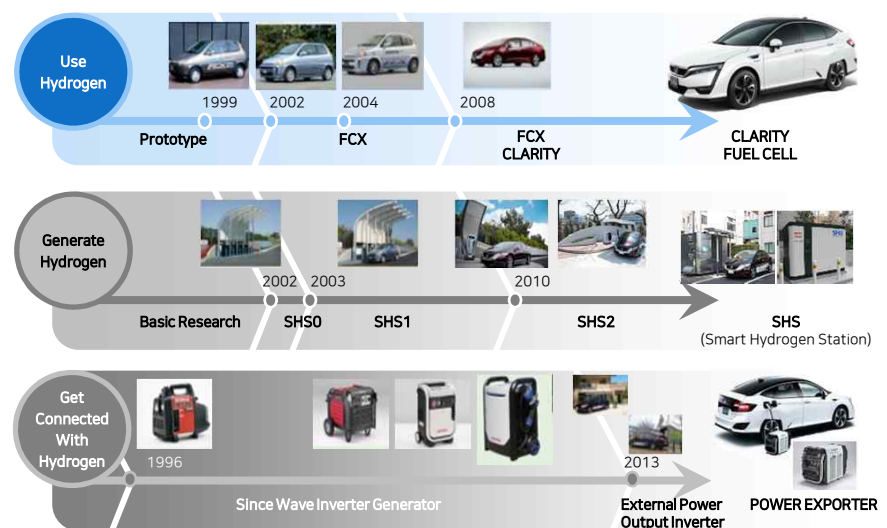 Use
Hydrogen
1999
2002
2004
2008
Prototype
FCX
FCX
CLARITY
CLARITY
FUEL CELL
Generate
Hydrogen
2002
2003
2010
Basic Research
SHS0
SHS1
SHS2
SHS
(Smart Hydrogen Station)
Get
Connected
With
Hydrogen
1996
2013
Since Wave Inverter Generator
External Power
Output Inverter
POWER EXPORTER